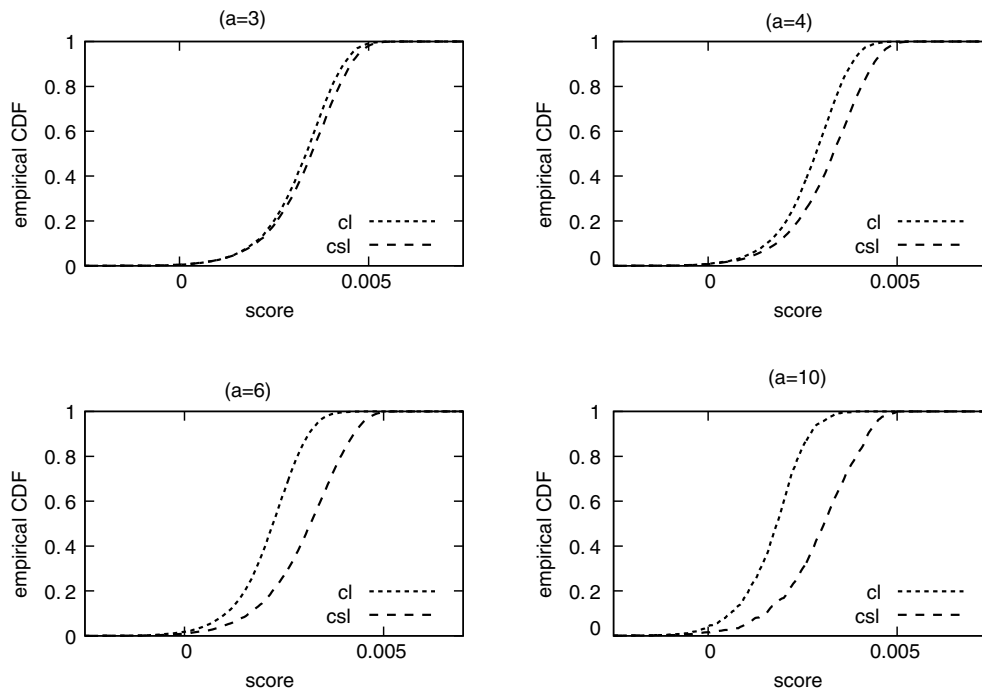 (a=3)
1
0.8
0.6
0.4
0.2
0
empirical CDF
cl
csl
0
0.005
score
(a=4)
1
0.8
0.6
0.4
0.2
0
empirical CDF
cl
csl
0
0.005
score
(a=6)
1
0.8
0.6
0.4
0.2
0
empirical CDF
cl
csl
0
0.005
score
(a=10)
1
0.8
0.6
0.4
0.2
0
empirical CDF
cl
csl
0
0.005
score